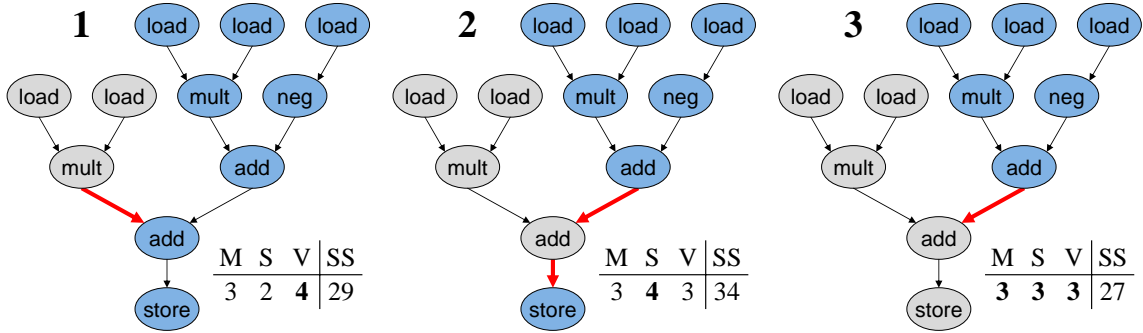 1 load load load 2 load load load 3 load load load
load load mult neg load load mult neg load load mult neg
mult add mult add mult add
add add add
M S V SS M S V SS M S V SS
3 2 4 29 3 4 3 34 3 3 3 27
store store store